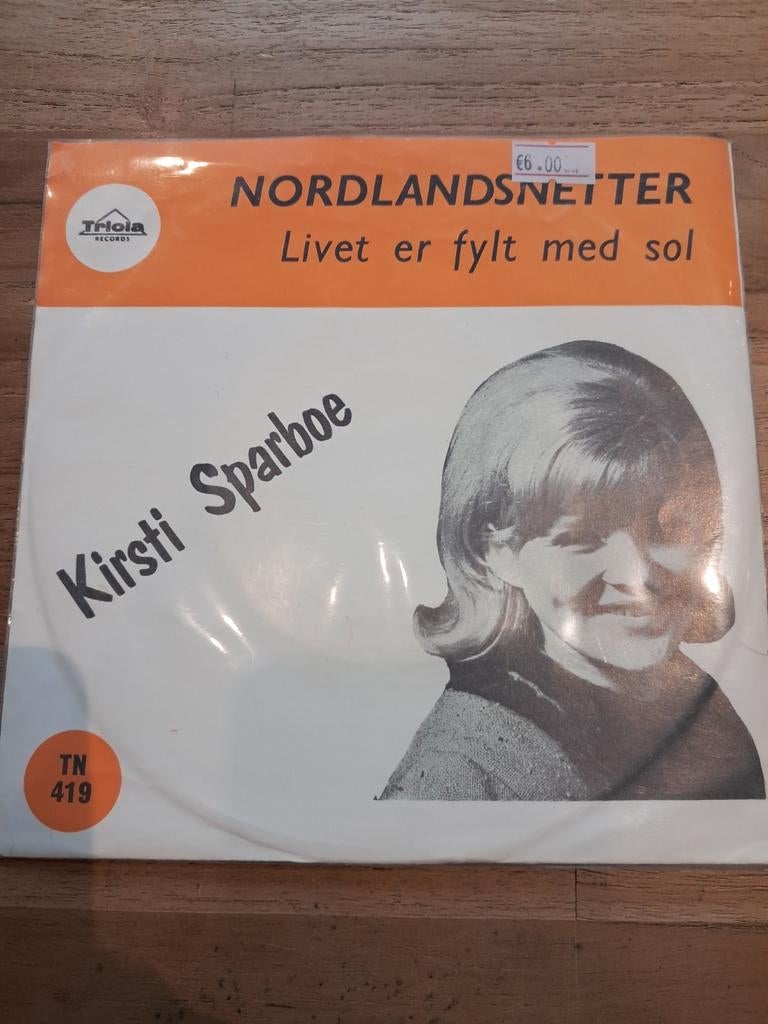 €6.00
NORDLANDSNETTER
Livet er fylt med sol
Triola
RECORDS
Kirsti Sparboe
TN
419